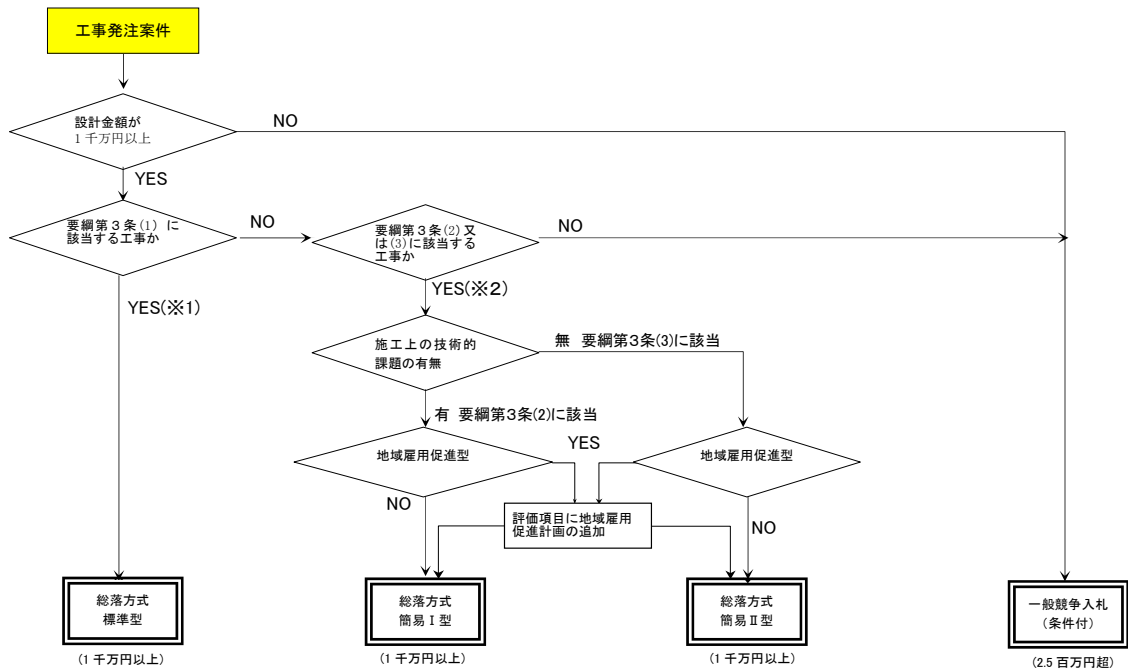 工事発注案件
設計金額が
1千万円以上
NO
YES
要綱第3条(1) に
該当する工事か
NO
要綱第3条(2)又
は(3)に該当する
工事か
NO
YES(※1)
YES(※2)
施工上の技術的
課題の有無
無 要綱第3条(3)に該当
有 要綱第3条(2)に該当
地域雇用促進型
YES
地域雇用促進型
NO
評価項目に地域雇用
促進計画の追加
NO
総落方式
標準型
(1千万円以上)
総落方式
簡易Ⅰ型
(1千万円以上)
総落方式
簡易Ⅱ型
(1千万円以上)
一般競争入札
(条件付)
(2.5百万円超)